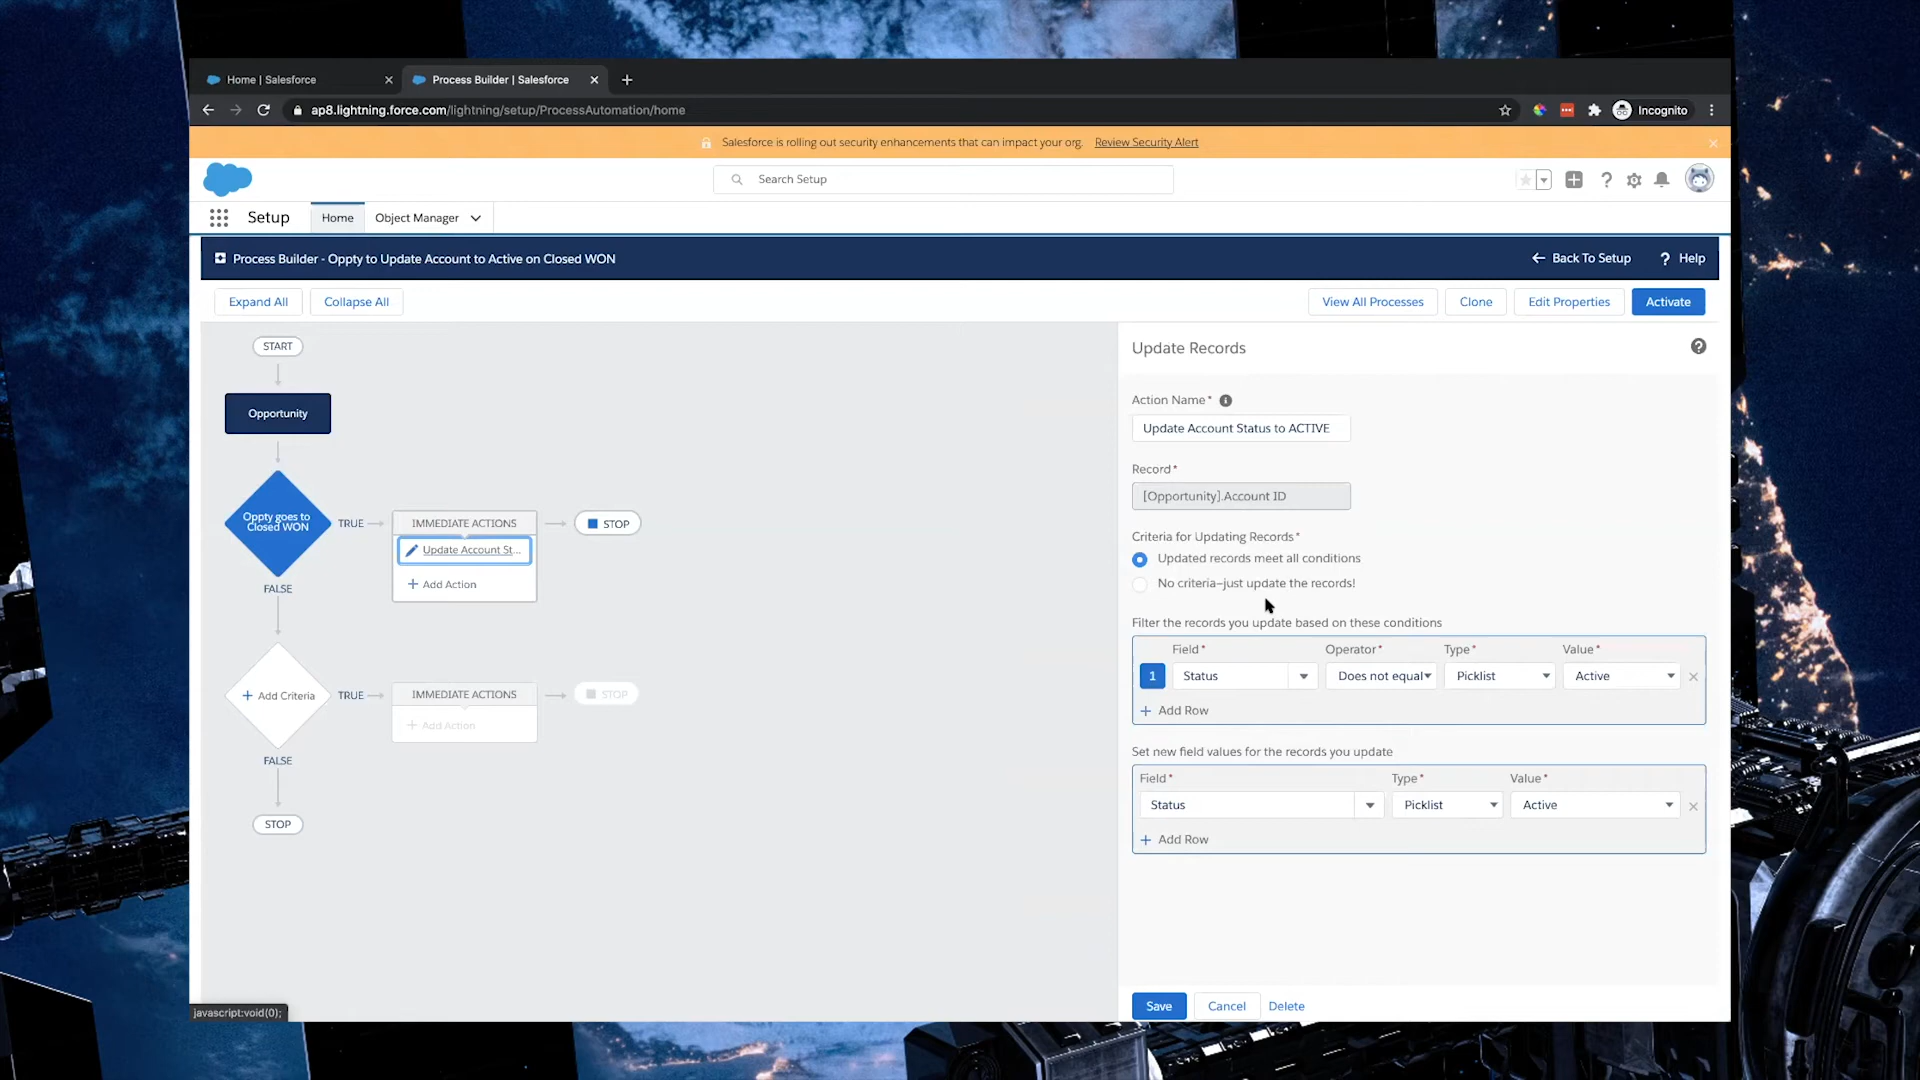 Home | Salesforce
Process Builder | Salesforce
ap8.lightning.force.com/lightning/setup/ProcessAutomation/home
Incognito
Salesforce is rolling out security enhancements that can impact your org. Review Security Alert
Search Setup
Setup
Home
Object Manager
Process Builder - Oppty to Update Account to Active on Closed WON
Back To Setup
? Help
Expand All
Collapse All
View All Processes
Clone
Edit Properties
Activate
START
Opportunity
Oppty goes to
Closed WON
TRUE
IMMEDIATE ACTIONS
STOP
Update Account St...
+ Add Action
FALSE
+ Add Criteria
TRUE
IMMEDIATE ACTIONS
STOP
+ Add Action
FALSE
STOP
Update Records
Action Name*
Update Account Status to ACTIVE
Record*
[Opportunity].Account ID
Criteria for Updating Records*
Updated records meet all conditions
No criteria—just update the records!
Filter the records you update based on these conditions
Field* Operator* Type* Value*
1 Status Does not equal Picklist Active
+ Add Row
Set new field values for the records you update
Field* Type* Value*
Status Picklist Active
+ Add Row
Save
Cancel
Delete
javascript:void(0);